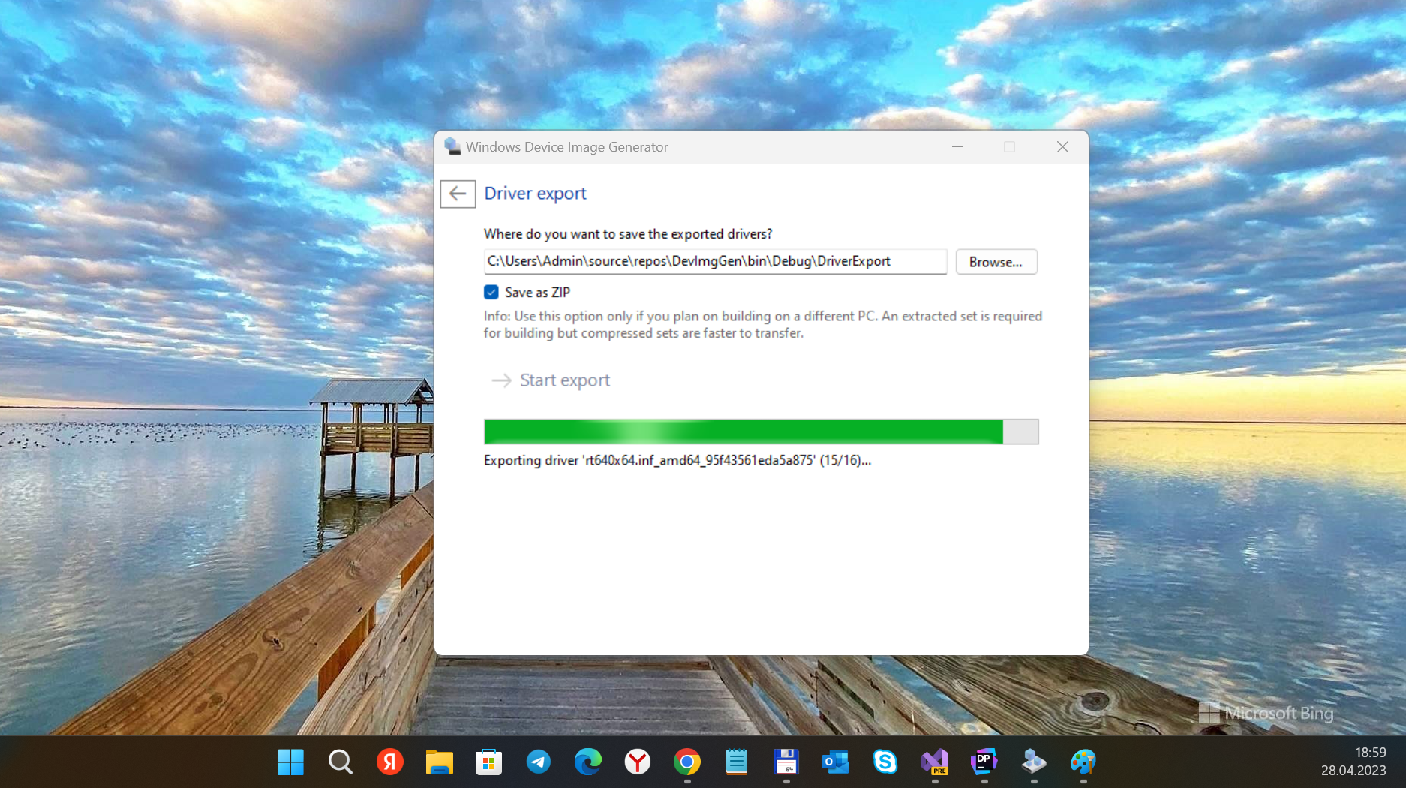 Windows Device Image Generator
Driver export
Where do you want to save the exported drivers?
C:\Users\Admin\source\repos\DevImgGen\bin\Debug\DriverExport
Browse...
Save as ZIP
Info: Use this option only if you plan on building on a different PC. An extracted set is required
for building but compressed sets are faster to transfer.
Start export
Exporting driver 'rt640x64.inf_amd64_95f43561eda5a875' (15/16)...
Microsoft Bing
Я
Y
64
o
S
PRE
DP
18:59
28.04.2023